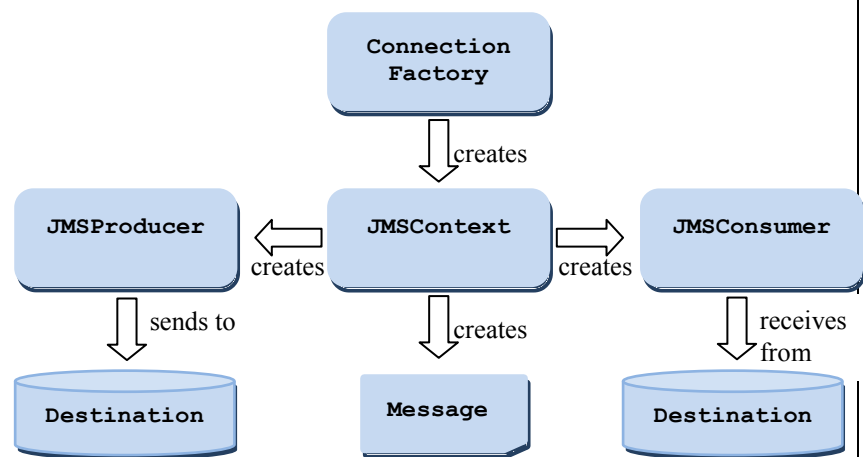 Connection
Factory
creates
JMSProducer
JMSContext
JMSConsumer
creates
creates
sends to
creates
receives
from
Destination
Message
Destination